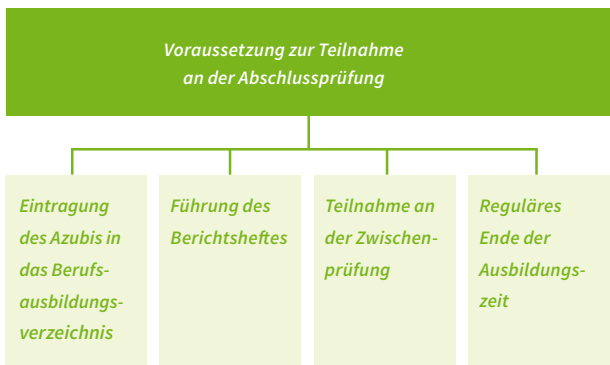 Voraussetzung zur Teilnahme
an der Abschlussprüfung
Eintragung
des Azubis in
das Berufs-
ausbildungs-
verzeichnis
Führung des
Berichtsheftes
Teilnahme an
der Zwischen-
prüfung
Reguläres
Ende der
Ausbildungs-
zeit